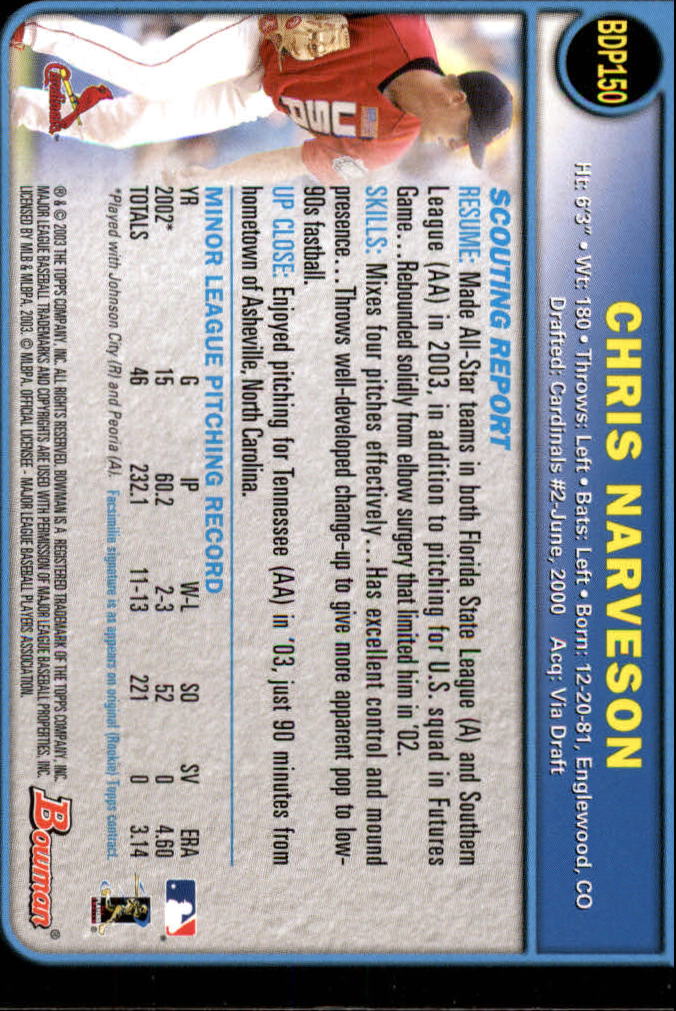 BDP150
CHRIS NARVESON
Ht: 6'3" • Wt: 180 • Throws: Left • Bats: Left • Born: 12-20-81, Englewood, CO
Drafted: Cardinals #2-June, 2000 Acq: Via Draft
USA
Cardinals
SCOUTING REPORT
RESUME: Made All-Star teams in both Florida State League (A) and Southern
League (AA) in 2003, in addition to pitching for U.S. squad in Futures
Game...Rebounded solidly from elbow surgery that limited him in '02.
SKILLS: Mixes four pitches effectively...Has excellent control and mound
presence...Throws well-developed change-up to give more apparent pop to low-
90s fastball.
UP CLOSE: Enjoyed pitching for Tennessee (AA) in '03, just 90 minutes from
hometown of Asheville, North Carolina.
MINOR LEAGUE PITCHING RECORD
YR G IP W-L SO SV ERA
2002* 15 60.2 2-3 52 0 4.60
TOTALS 46 232.1 11-13 221 0 3.14
*Played with Johnson City (R) and Peoria (A). Facsimile signature is as appears on original (Rookie) Topps contract.
® & © 2003 THE TOPPS COMPANY, INC. ALL RIGHTS RESERVED. BOWMAN IS A REGISTERED TRADEMARK OF THE TOPPS COMPANY, INC.
MAJOR LEAGUE BASEBALL TRADEMARKS AND COPYRIGHTS ARE USED WITH PERMISSION OF MAJOR LEAGUE BASEBALL PROPERTIES, INC.
LICENSED BY MLB & MLBPA, 2003. © MLBPA. OFFICIAL LICENSEE - MAJOR LEAGUE BASEBALL PLAYERS ASSOCIATION.
Bowman®